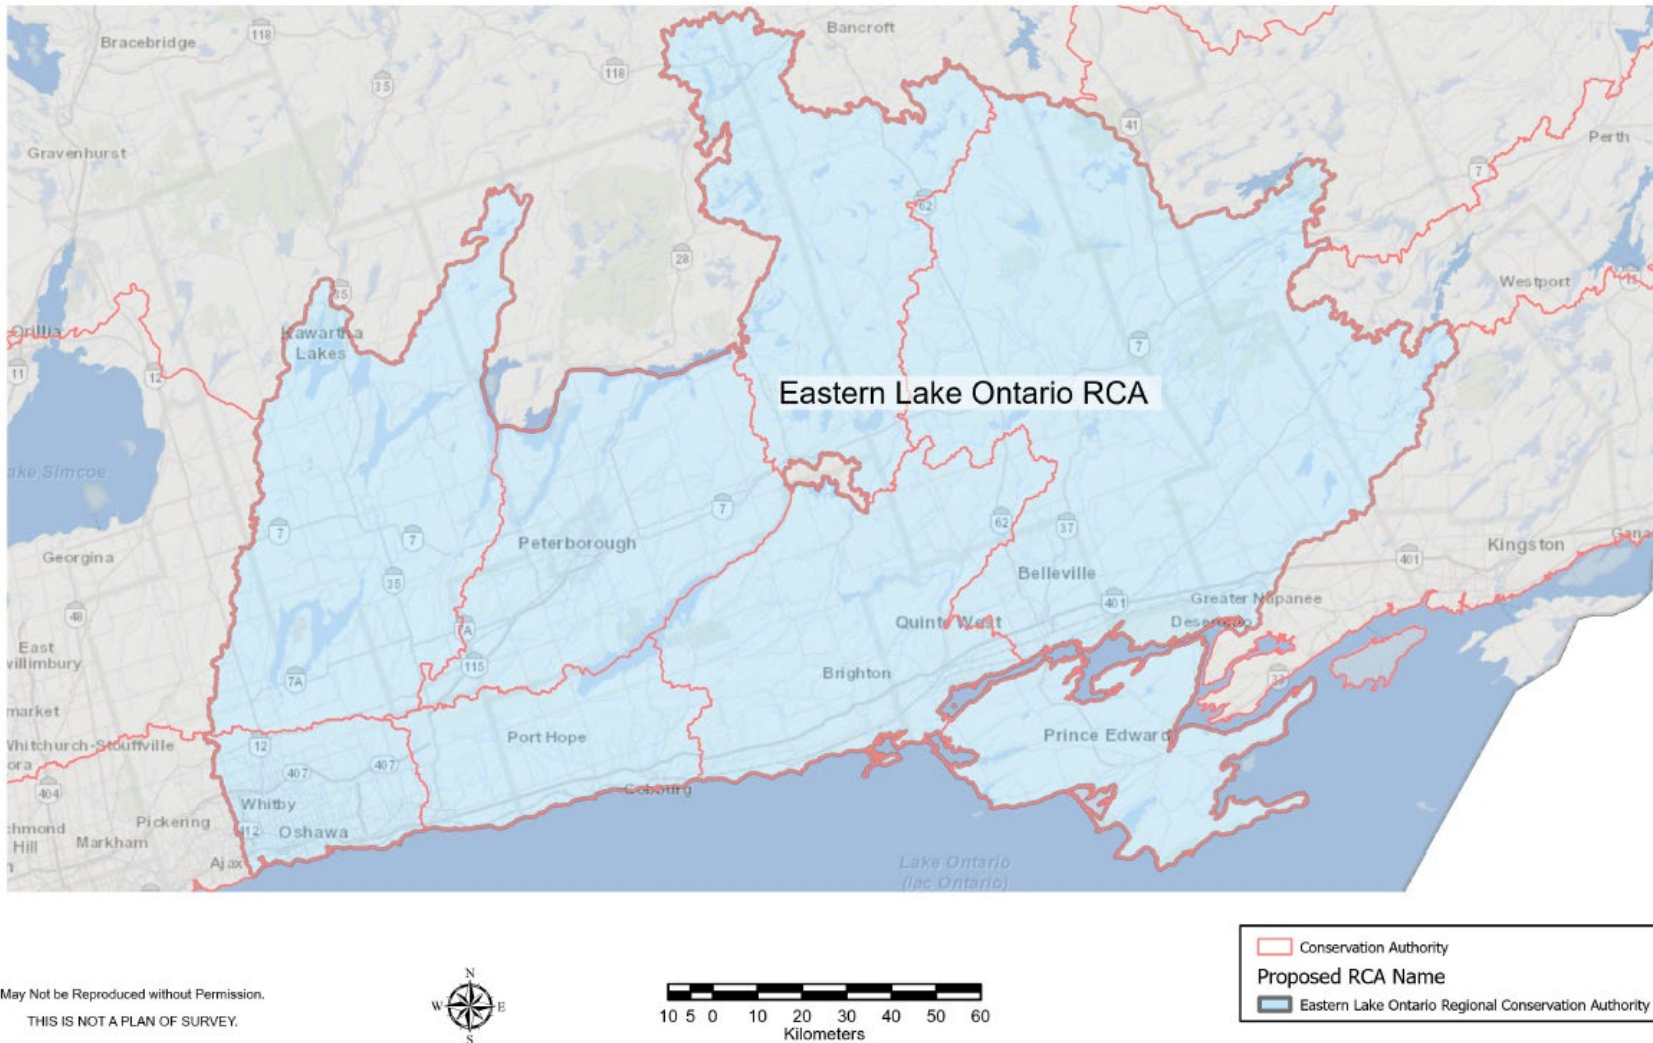 Bracebridge
118
Bancroft
35
118
41
Gravenhurst
Perth
7
62
28
35
Westport
15
Orillia
Kawartha
Lakes
7
11
12
Eastern Lake Ontario RCA
7
7
7
62
37
Kingston
Georgina
Peterborough
401
35
Belleville
401
Greater Napanee
48
Quinte West
Deseronto
East
7A
115
33
7A
Brighton
12
Port Hope
Prince Edward
Whitchurch-Stouffville
407
407
404
Whitby
Cobourg
Pickering
412
Oshawa
Hill
Markham
Ajax
Lake Ontario
(lac Ontario)
Conservation Authority
Proposed RCA Name
Eastern Lake Ontario Regional Conservation Authority
May Not be Reproduced without Permission.
THIS IS NOT A PLAN OF SURVEY.
N
W E
S
10 5 0 10 20 30 40 50 60
Kilometers